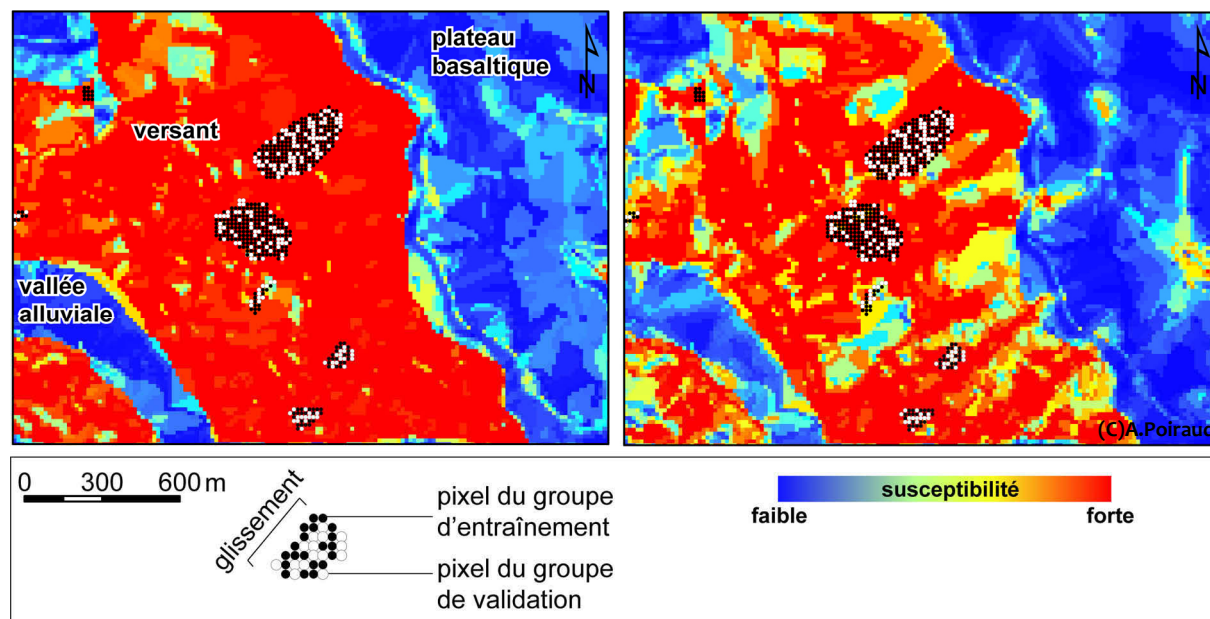 plateau
basaltique
N
versant
vallée
alluviale
N
(C)A.Poiraud
0 300 600 m
glissement
pixel du groupe
d'entraînement
pixel du groupe
de validation
susceptibilité
faible forte